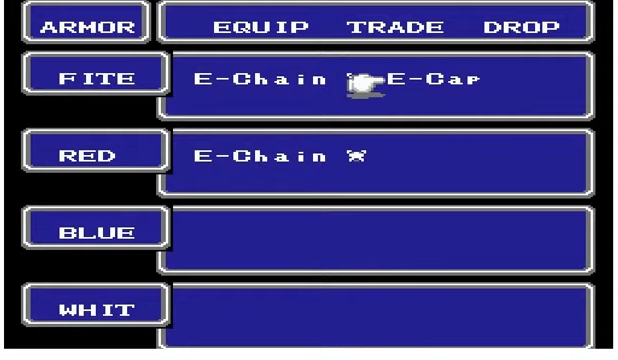 ARMOR EQUIP TRADE DROP
FITE E-Chain E-Cap
RED E-Chain
BLUE
WHIT